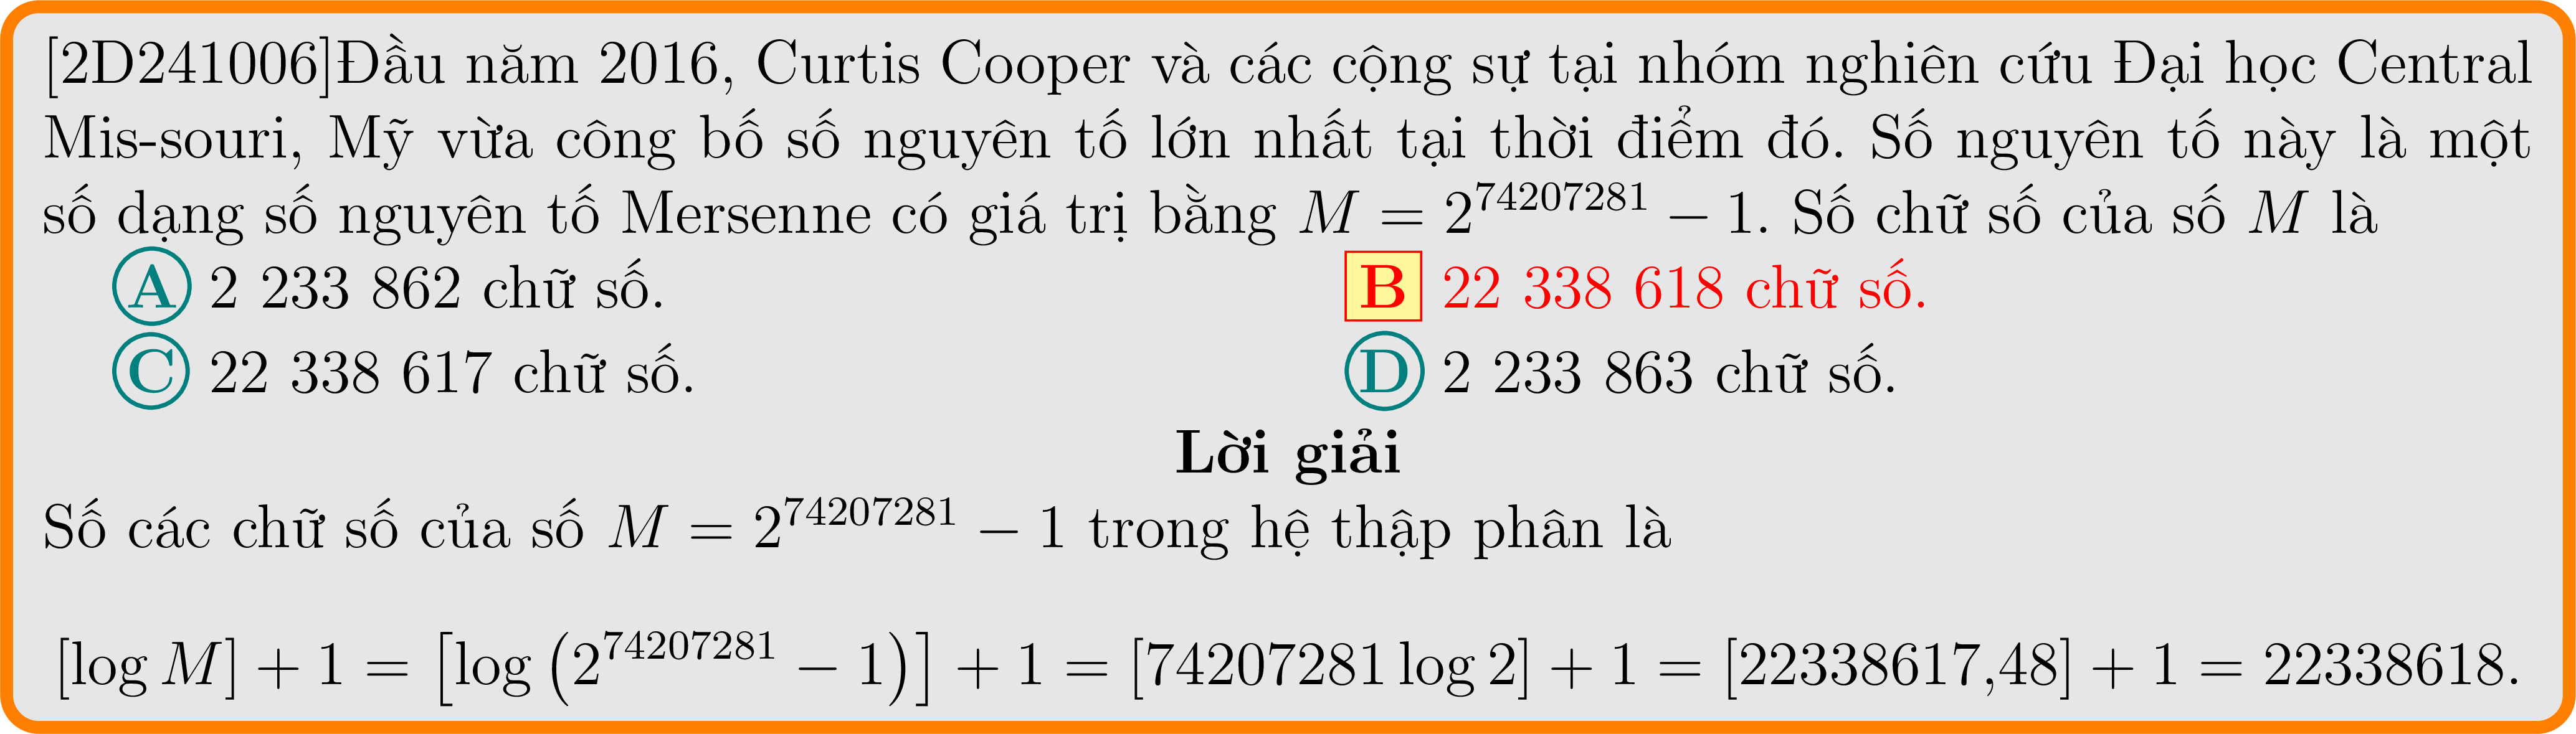 [2D241006]Đầu năm 2016, Curtis Cooper và các cộng sự tại nhóm nghiên cứu Đại học Central
Mis-souri, Mỹ vừa công bố số nguyên tố lớn nhất tại thời điểm đó. Số nguyên tố này là một
số dạng số nguyên tố Mersenne có giá trị bằng M = 2^{74207281} − 1. Số chữ số của số M là
A 2 233 862 chữ số. B 22 338 618 chữ số.
C 22 338 617 chữ số. D 2 233 863 chữ số.
Lời giải
Số các chữ số của số M = 2^{74207281} − 1 trong hệ thập phân là
[log M] + 1 = [log (2^{74207281} − 1)] + 1 = [74207281 log 2] + 1 = [22338617,48] + 1 = 22338618.